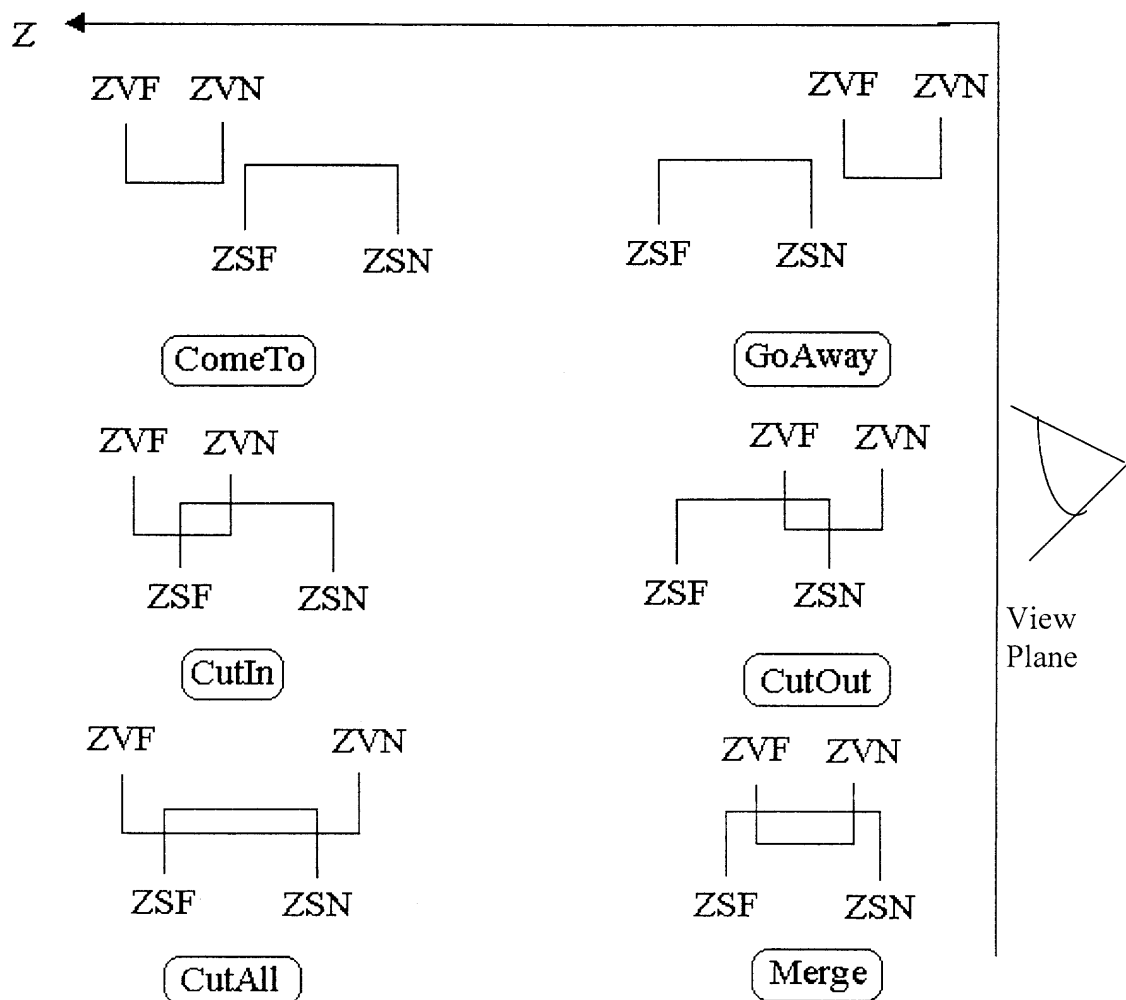 Z
ZVF ZVN ZVF ZVN
ZSF ZSN ZSF ZSN
ComeTo GoAway
ZVF ZVN ZVF ZVN
ZSF ZSN ZSF ZSN
View
Plane
CutIn CutOut
ZVF ZVN ZVF ZVN
ZSF ZSN ZSF ZSN
CutAll Merge